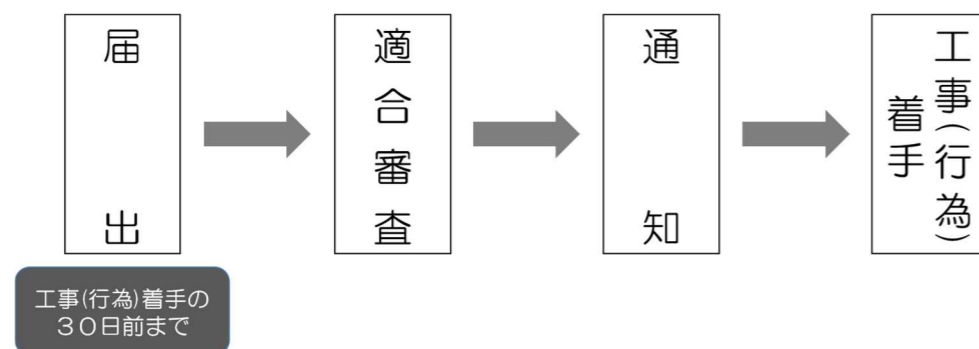 届出
適合審査
通知
工事(行為)
着手
工事(行為)着手の
３０日前まで